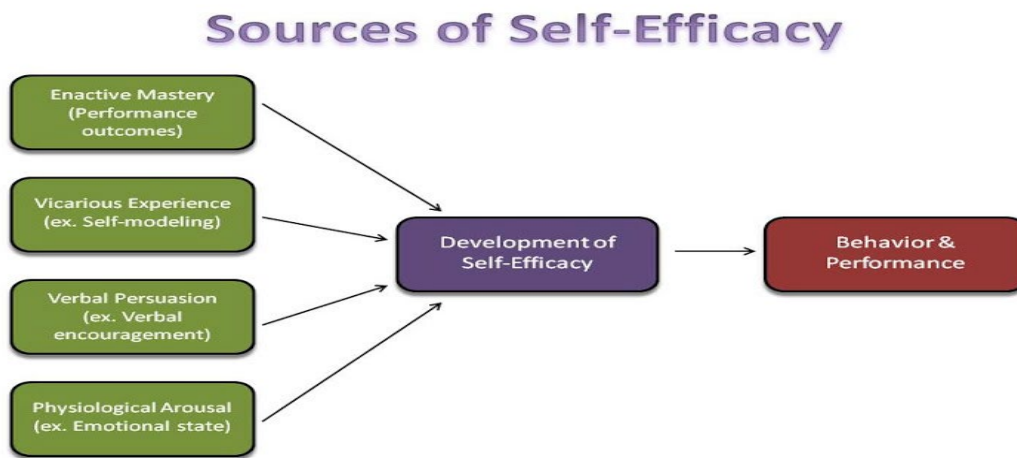 Sources of Self-Efficacy
Enactive Mastery
(Performance
outcomes)
Vicarious Experience
(ex. Self-modeling)
Verbal Persuasion
(ex. Verbal
encouragement)
Physiological Arousal
(ex. Emotional state)
Development of
Self-Efficacy
Behavior &
Performance